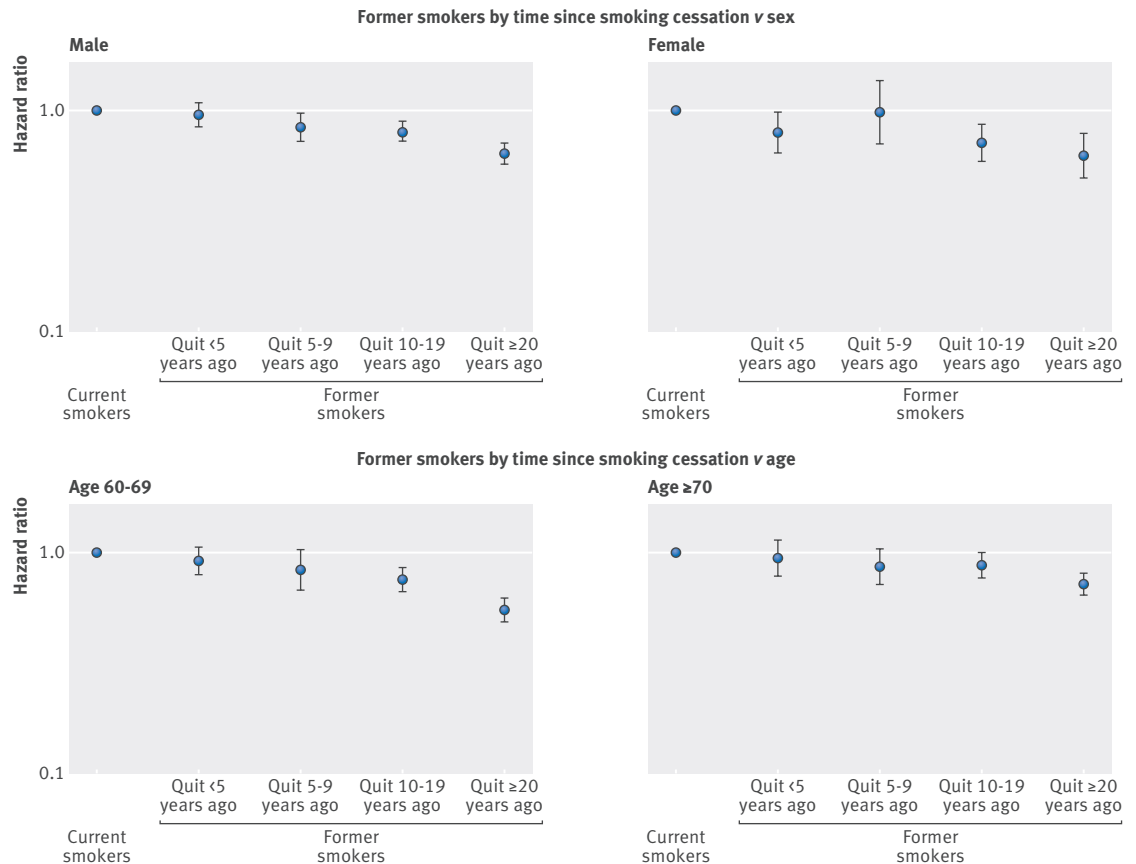 Former smokers by time since smoking cessation v sex
Male
Female
Hazard ratio
1.0
0.1
Quit <5
years ago
Quit 5-9
years ago
Quit 10-19
years ago
Quit ≥20
years ago
Current
smokers
Former
smokers
Quit <5
years ago
Quit 5-9
years ago
Quit 10-19
years ago
Quit ≥20
years ago
Current
smokers
Former
smokers
Former smokers by time since smoking cessation v age
Age 60-69
Age ≥70
Hazard ratio
1.0
0.1
Quit <5
years ago
Quit 5-9
years ago
Quit 10-19
years ago
Quit ≥20
years ago
Current
smokers
Former
smokers
Quit <5
years ago
Quit 5-9
years ago
Quit 10-19
years ago
Quit ≥20
years ago
Current
smokers
Former
smokers